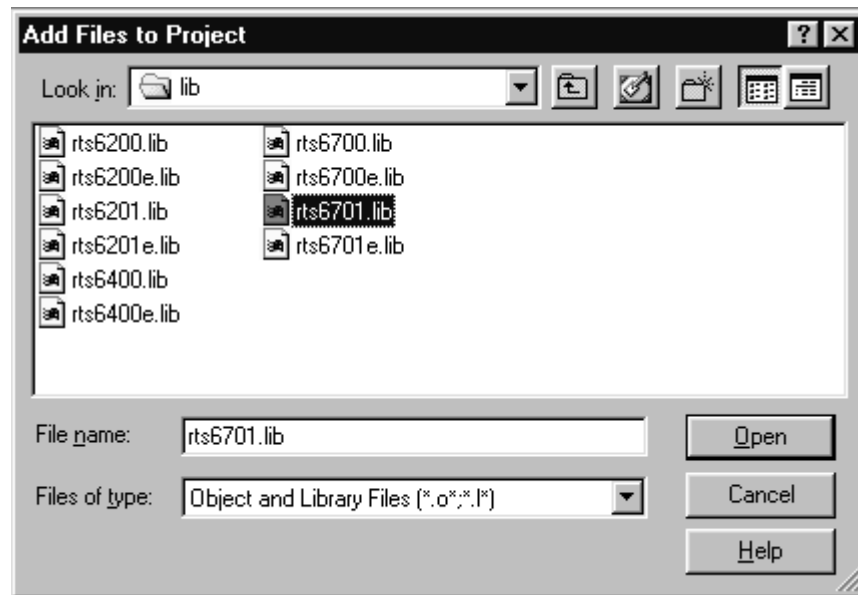 Add Files to Project
Look in: lib
rts6200.lib rts6700.lib
rts6200e.lib rts6700e.lib
rts6201.lib rts6701.lib
rts6201e.lib rts6701e.lib
rts6400.lib
rts6400e.lib
File name: rts6701.lib Open
Files of type: Object and Library Files (*.o*;*.l*) Cancel
Help